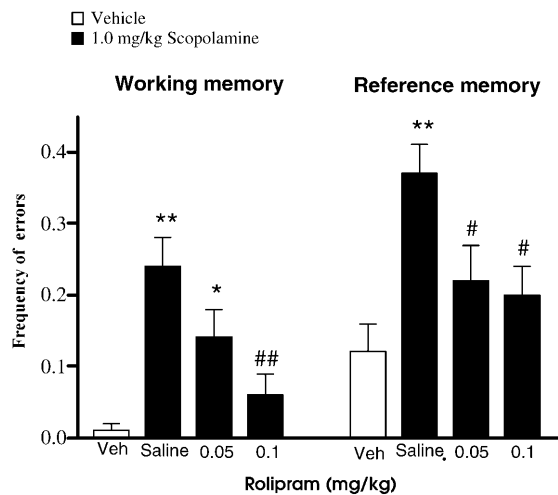 Vehicle
1.0 mg/kg Scopolamine
Working memory
Reference memory
Frequency of errors
0.4
0.3
0.2
0.1
0.0
**
*
##
**
#
#
Veh Saline 0.05 0.1
Veh Saline. 0.05 0.1
Rolipram (mg/kg)